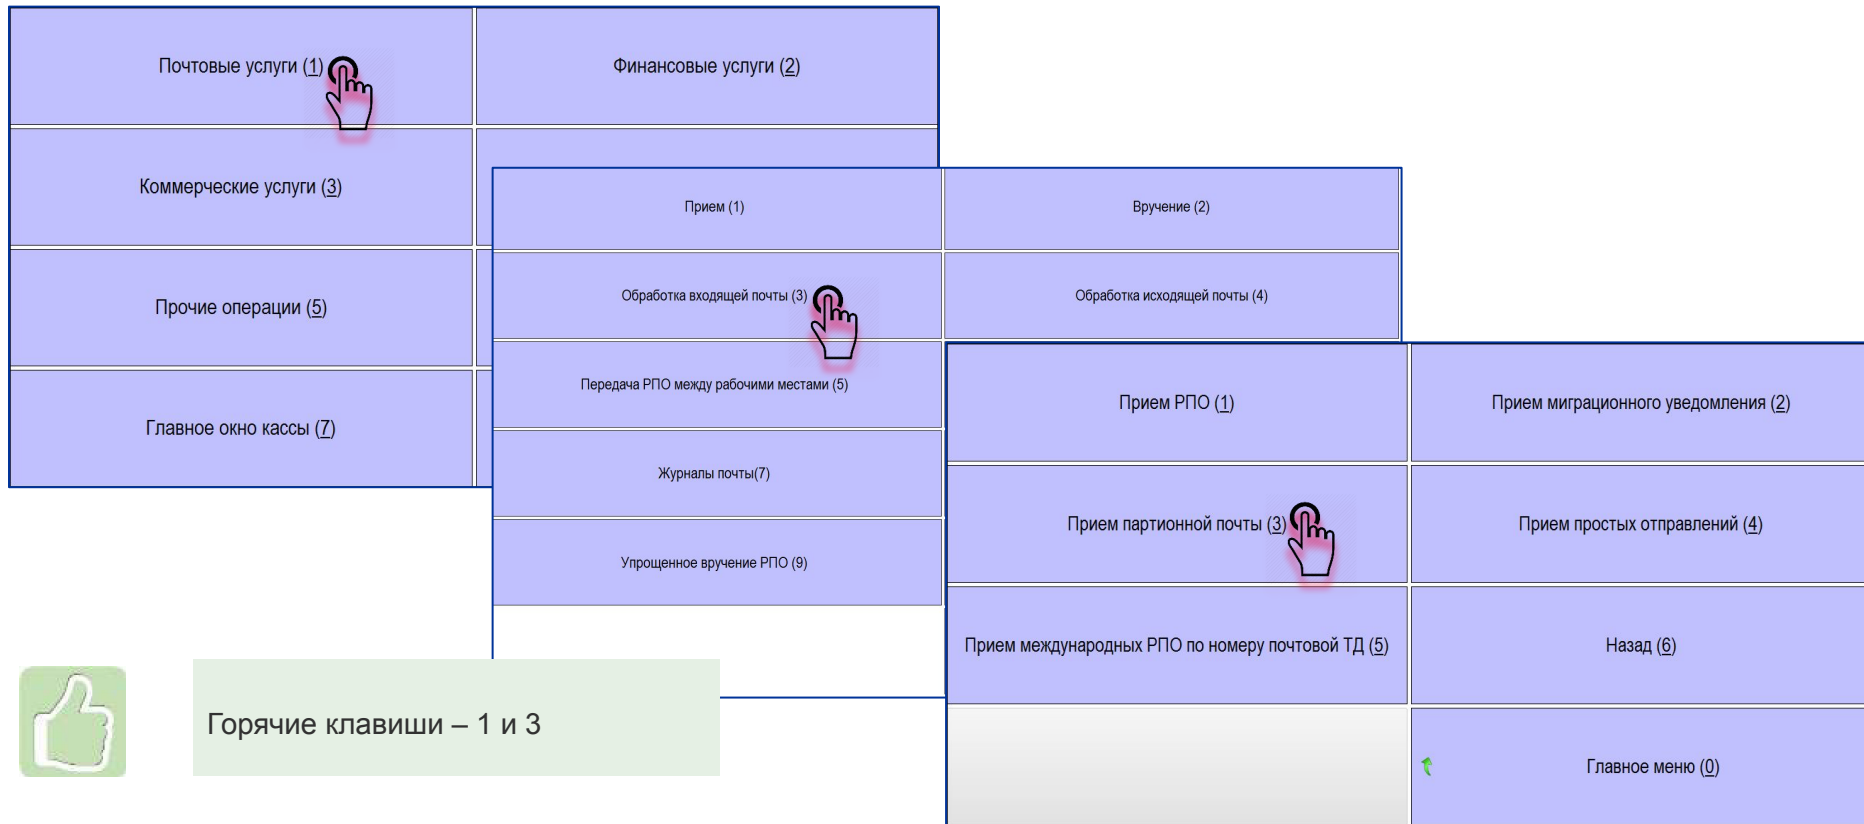 Почтовые услуги (1)
Финансовые услуги (2)
Коммерческие услуги (3)
Прочие операции (5)
Главное окно кассы (7)
Прием (1)
Вручение (2)
Обработка входящей почты (3)
Обработка исходящей почты (4)
Передача РПО между рабочими местами (5)
Журналы почты(7)
Упрощенное вручение РПО (9)
Прием РПО (1)
Прием миграционного уведомления (2)
Прием партионной почты (3)
Прием простых отправлений (4)
Прием международных РПО по номеру почтовой ТД (5)
Назад (6)
Главное меню (0)
Горячие клавиши – 1 и 3